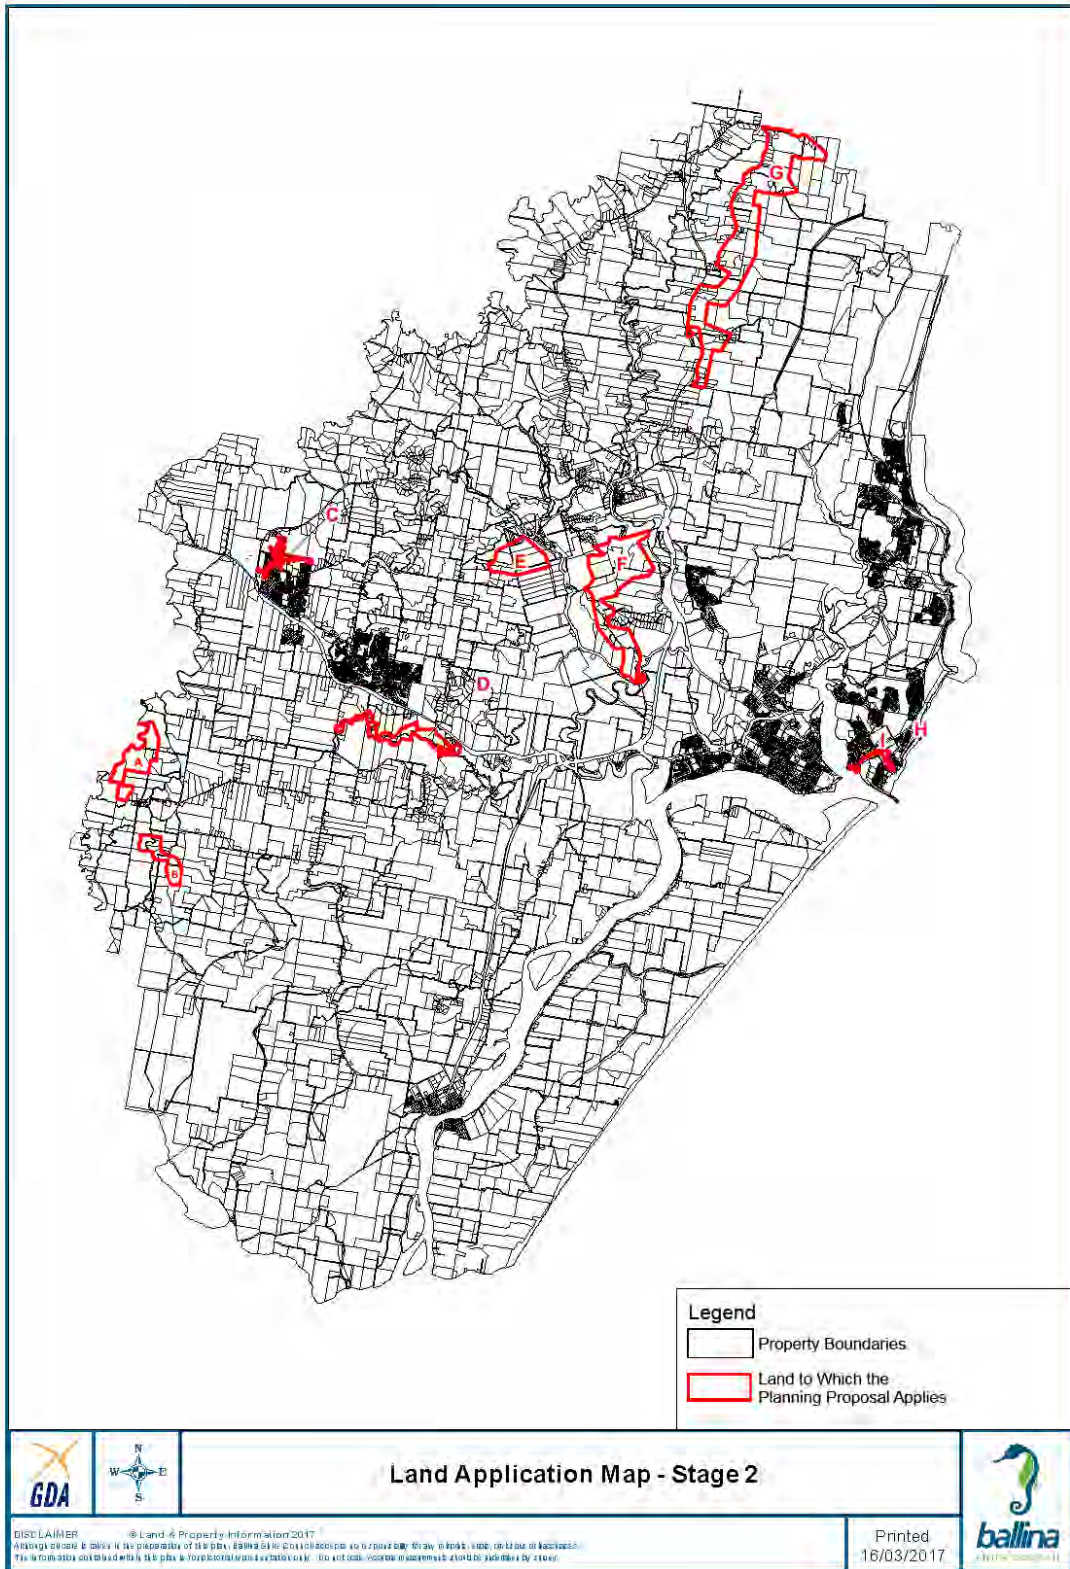 G
C
E
F
D
H
I
A
B
Legend
Property Boundaries
Land to Which the
Planning Proposal Applies
GDA
N
W E
S
Land Application Map - Stage 2
ballina
DISCLAIMER © Land & Property Information 2017
Printed
16/03/2017